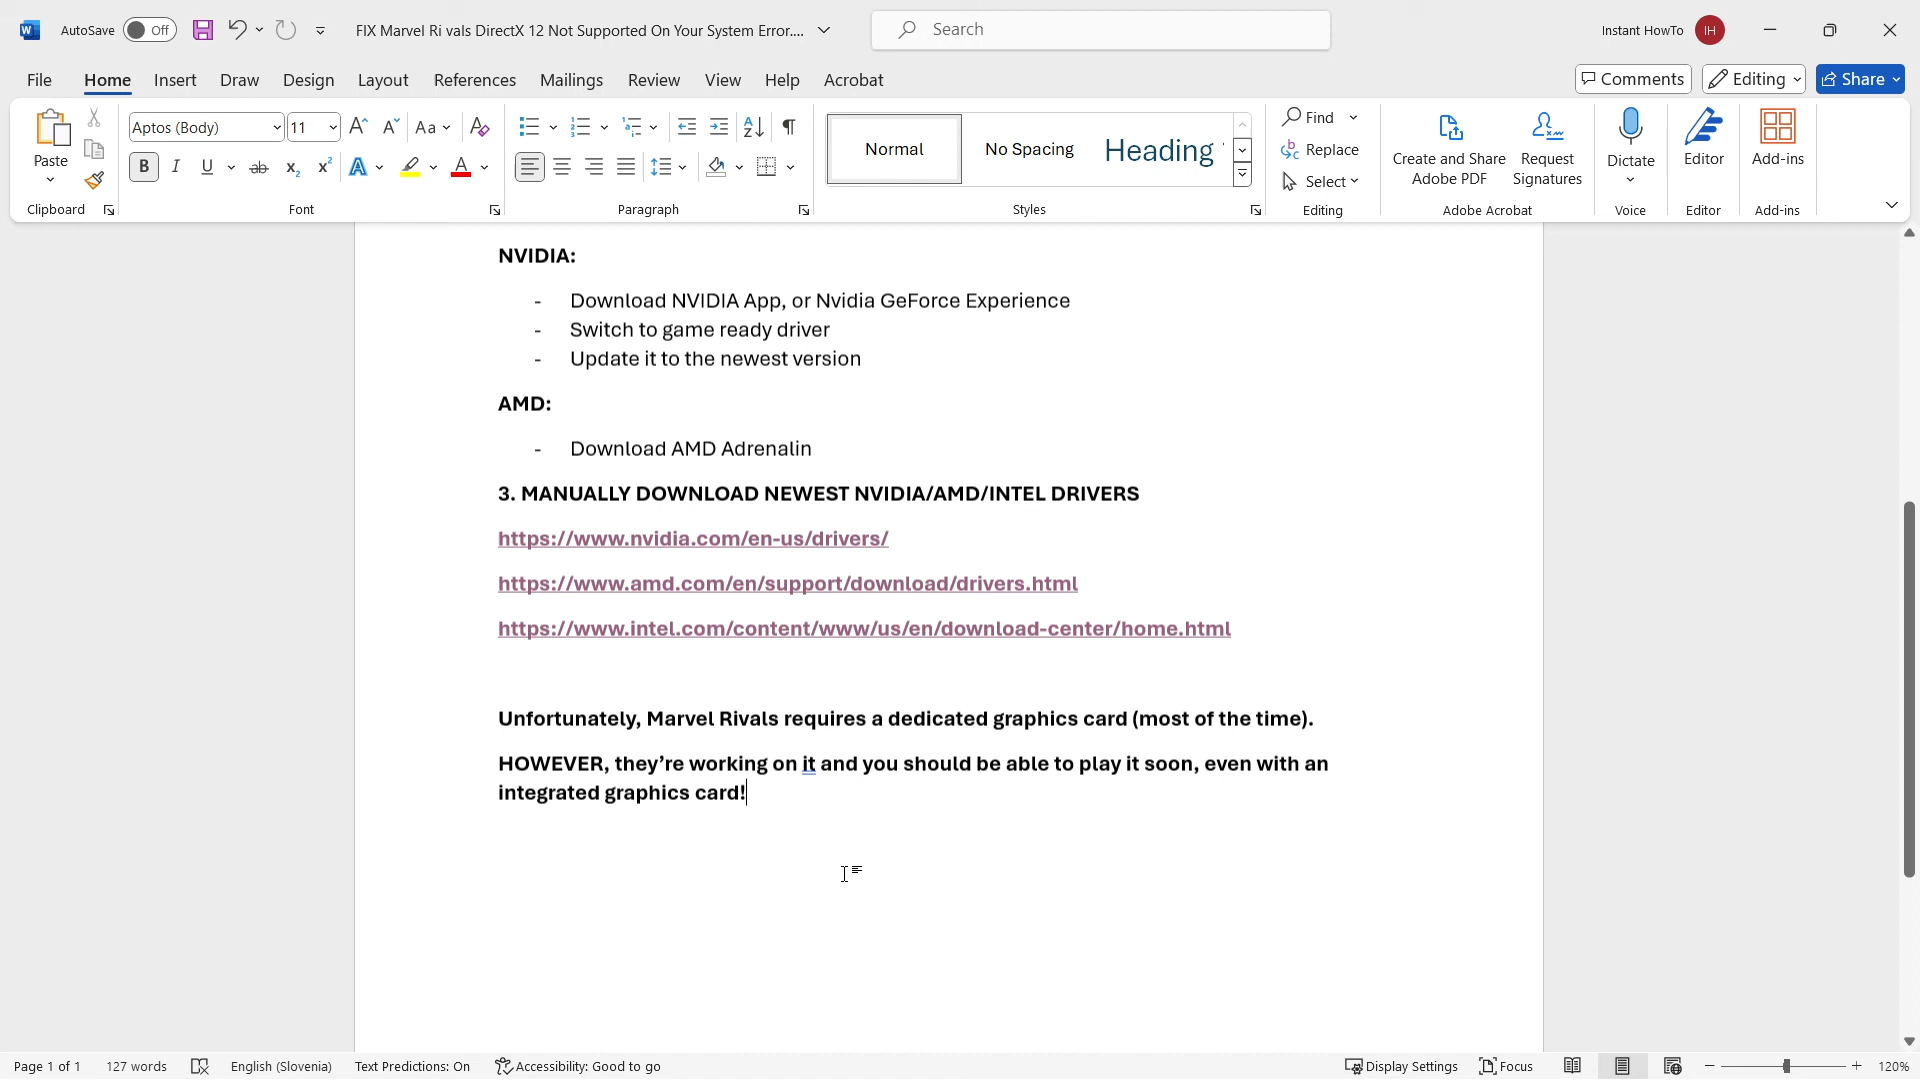 AutoSave Off FIX Marvel Ri vals DirectX 12 Not Supported On Your System Error.... Search Instant HowTo IH
File Home Insert Draw Design Layout References Mailings Review View Help Acrobat Comments Editing Share
Paste
Clipboard
Aptos (Body) 11
Font
Paragraph
Normal No Spacing Heading
Styles
Find
Replace
Select
Editing
Create and Share
Adobe PDF
Request
Signatures
Adobe Acrobat
Dictate
Voice
Editor
Editor
Add-ins
Add-ins
NVIDIA:
- Download NVIDIA App, or Nvidia GeForce Experience
- Switch to game ready driver
- Update it to the newest version
AMD:
- Download AMD Adrenalin
3. MANUALLY DOWNLOAD NEWEST NVIDIA/AMD/INTEL DRIVERS
https://www.nvidia.com/en-us/drivers/
https://www.amd.com/en/support/download/drivers.html
https://www.intel.com/content/www/us/en/download-center/home.html
Unfortunately, Marvel Rivals requires a dedicated graphics card (most of the time).
HOWEVER, they’re working on it and you should be able to play it soon, even with an
integrated graphics card!
Page 1 of 1 127 words English (Slovenia) Text Predictions: On Accessibility: Good to go Display Settings Focus 120%